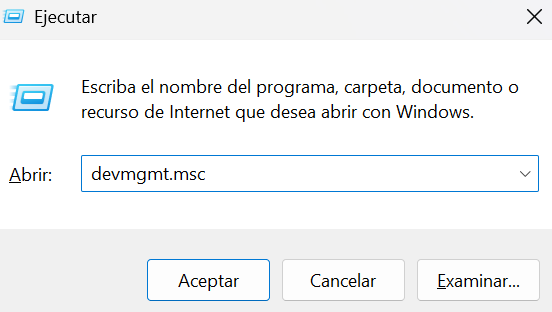 Ejecutar
Escriba el nombre del programa, carpeta, documento o
recurso de Internet que desea abrir con Windows.
Abrir: devmgmt.msc
Aceptar Cancelar Examinar...